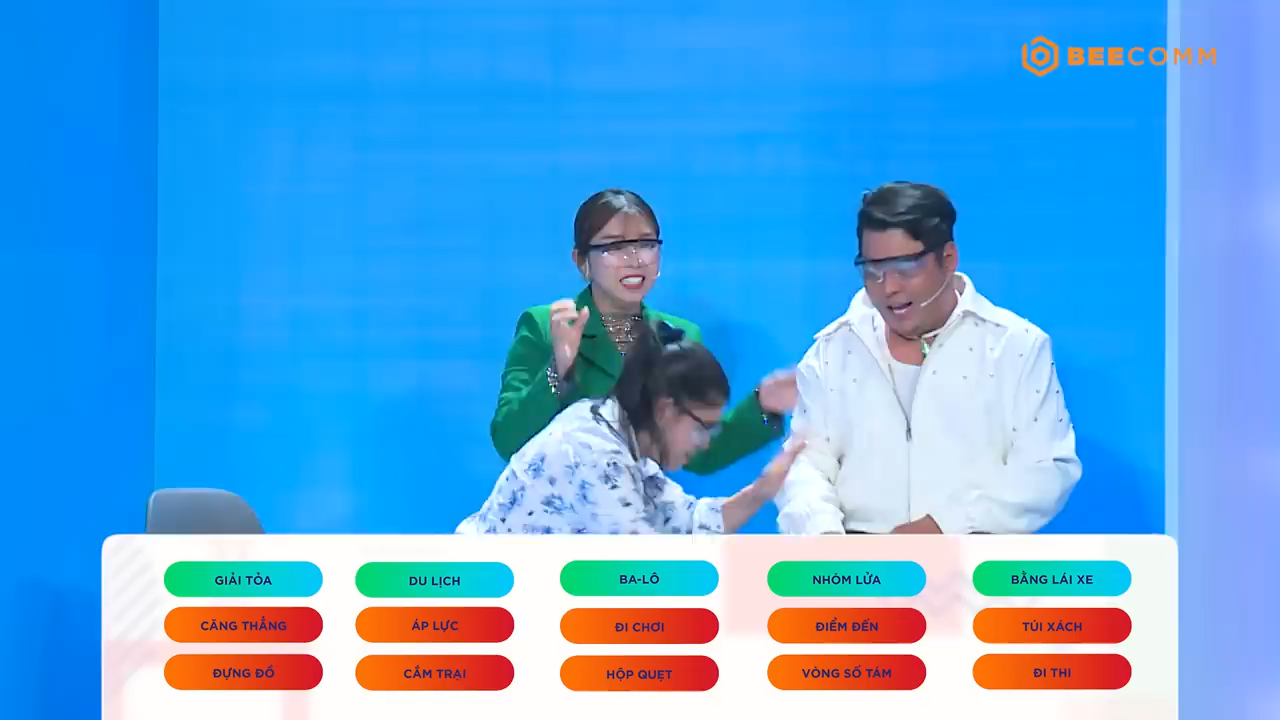 BEECOMM
GIẢI TỎA
DU LỊCH
BA-LÔ
NHÓM LỬA
BẰNG LÁI XE
CĂNG THẲNG
ÁP LỰC
ĐI CHƠI
ĐIỂM ĐẾN
TÚI XÁCH
ĐỰNG ĐỒ
CẮM TRẠI
HỘP QUẸT
VÒNG SỐ TÁM
ĐI THI